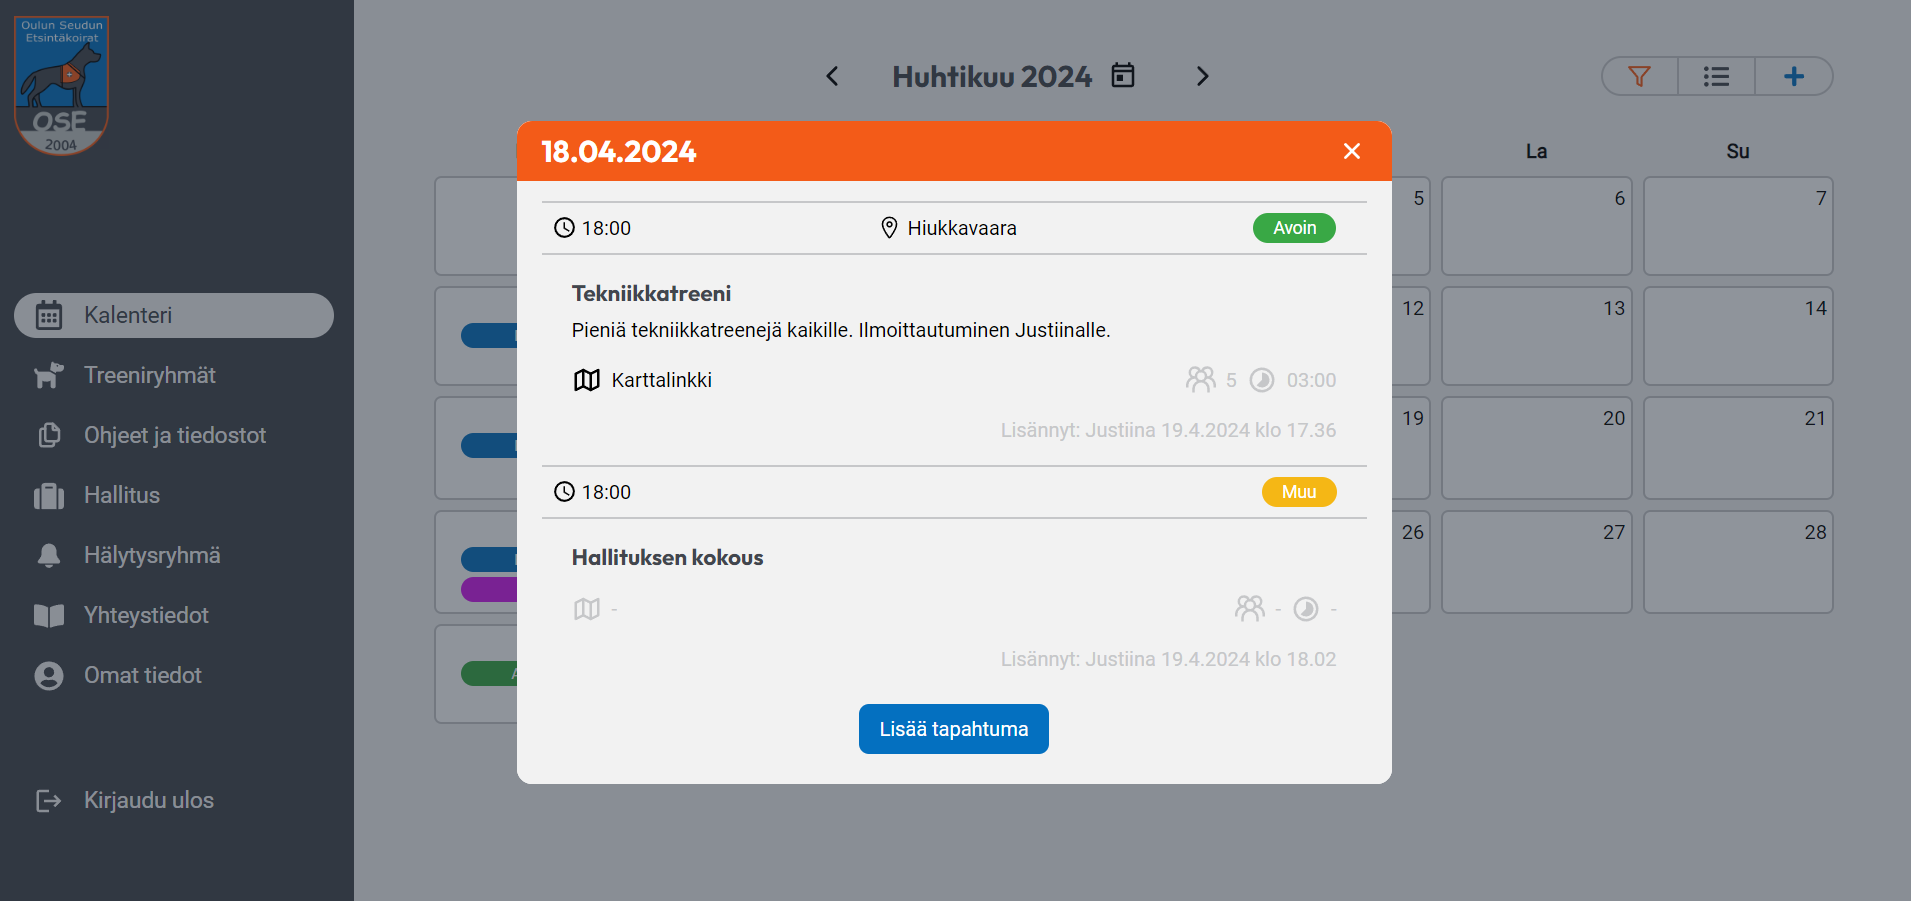 Oulun Seudun
Etsintäkoirat
OSE
2004
Kalenteri
Treeniryhmät
Ohjeet ja tiedostot
Hallitus
Hälytysryhmä
Yhteystiedot
Omat tiedot
Kirjaudu ulos
Huhtikuu 2024
La Su
5 6 7
12 13 14
19 20 21
26 27 28
18.04.2024
18:00 Hiukkavaara Avoin
Tekniikkatreeni
Pieniä tekniikkatreenejä kaikille. Ilmoittautuminen Justiinalle.
Karttalinkki 5 03:00
Lisännyt: Justiina 19.4.2024 klo 17.36
18:00 Muu
Hallituksen kokous
- - -
Lisännyt: Justiina 19.4.2024 klo 18.02
Lisää tapahtuma